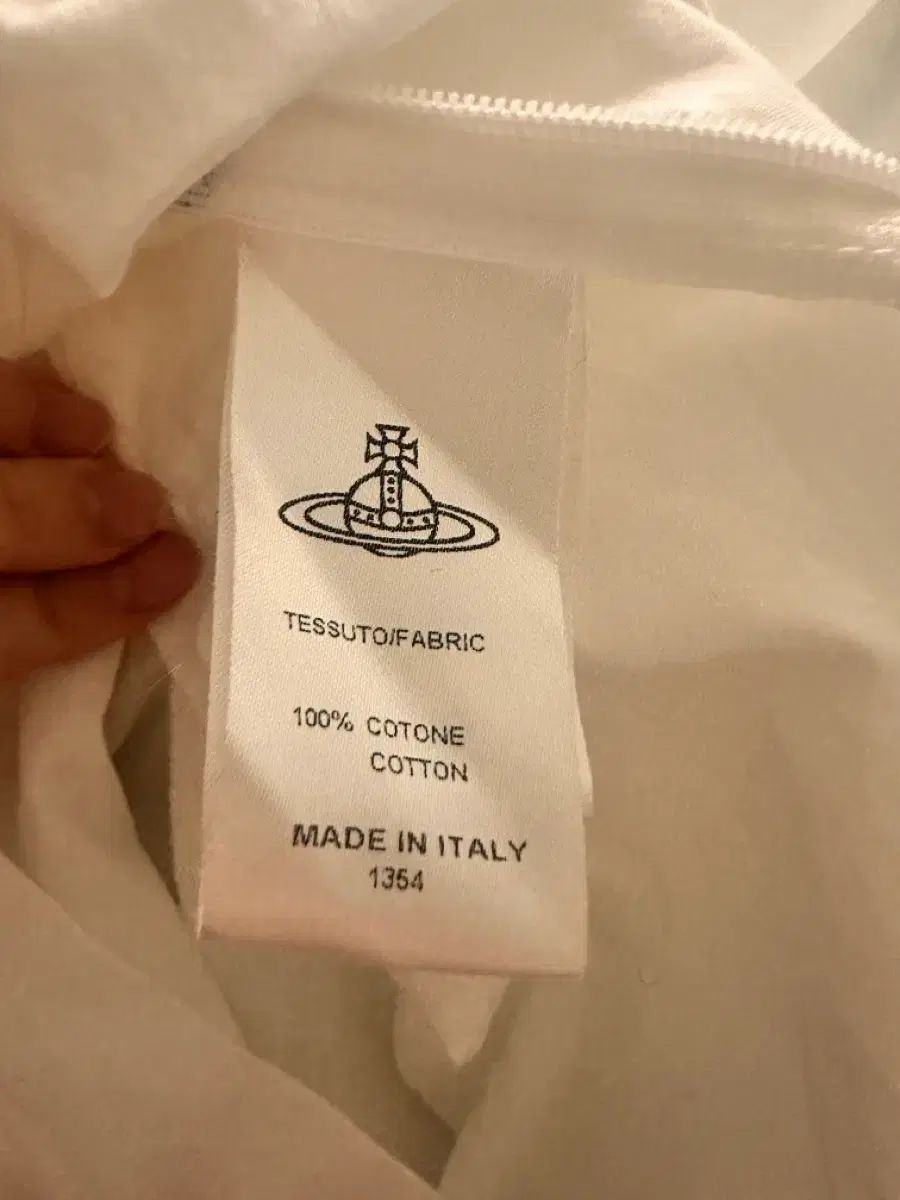 TESSUTO/FABRIC
100% COTONE
COTTON
MADE IN ITALY
1354